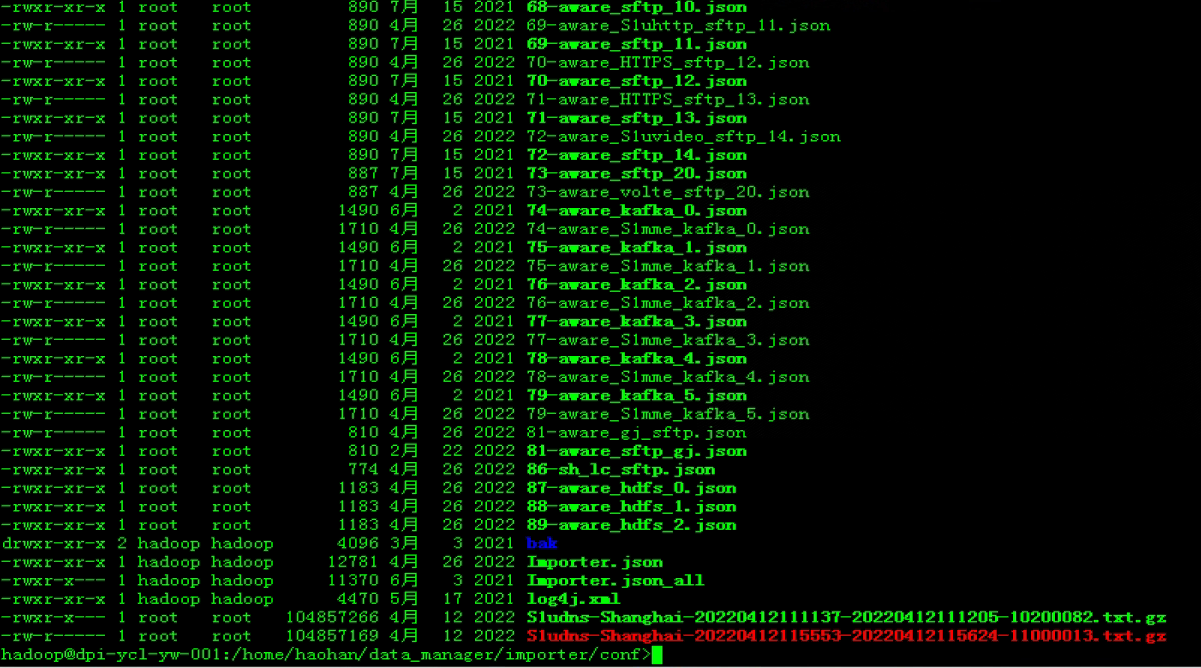 -rwxr-xr-x 1 root root 890 7月 15 2021 68-aware_sftp_10.json
-rw-r----- 1 root root 890 4月 26 2022 69-aware_S1uhttp_sftp_11.json
-rwxr-xr-x 1 root root 890 7月 15 2021 69-aware_sftp_11.json
-rw-r----- 1 root root 890 4月 26 2022 70-aware_HTTPS_sftp_12.json
-rwxr-xr-x 1 root root 890 7月 15 2021 70-aware_sftp_12.json
-rw-r----- 1 root root 890 4月 26 2022 71-aware_HTTPS_sftp_13.json
-rwxr-xr-x 1 root root 890 7月 15 2021 71-aware_sftp_13.json
-rw-r----- 1 root root 890 4月 26 2022 72-aware_S1uvideo_sftp_14.json
-rwxr-xr-x 1 root root 890 7月 15 2021 72-aware_sftp_14.json
-rwxr-xr-x 1 root root 887 7月 15 2021 73-aware_sftp_20.json
-rw-r----- 1 root root 887 4月 26 2022 73-aware_volte_sftp_20.json
-rwxr-xr-x 1 root root 1490 6月 2 2021 74-aware_kafka_0.json
-rw-r----- 1 root root 1710 4月 26 2022 74-aware_S1mme_kafka_0.json
-rwxr-xr-x 1 root root 1490 6月 2 2021 75-aware_kafka_1.json
-rw-r----- 1 root root 1710 4月 26 2022 75-aware_S1mme_kafka_1.json
-rwxr-xr-x 1 root root 1490 6月 2 2021 76-aware_kafka_2.json
-rw-r----- 1 root root 1710 4月 26 2022 76-aware_S1mme_kafka_2.json
-rwxr-xr-x 1 root root 1490 6月 2 2021 77-aware_kafka_3.json
-rw-r----- 1 root root 1710 4月 26 2022 77-aware_S1mme_kafka_3.json
-rwxr-xr-x 1 root root 1490 6月 2 2021 78-aware_kafka_4.json
-rw-r----- 1 root root 1710 4月 26 2022 78-aware_S1mme_kafka_4.json
-rwxr-xr-x 1 root root 1490 6月 2 2021 79-aware_kafka_5.json
-rw-r----- 1 root root 1710 4月 26 2022 79-aware_S1mme_kafka_5.json
-rw-r----- 1 root root 810 4月 26 2022 81-aware_gj_sftp.json
-rwxr-xr-x 1 root root 810 2月 22 2022 81-aware_sftp_gj.json
-rwxr-xr-x 1 root root 774 4月 26 2022 86-sh_lc_sftp.json
-rwxr-xr-x 1 root root 1183 4月 26 2022 87-aware_hdfs_0.json
-rwxr-xr-x 1 root root 1183 4月 26 2022 88-aware_hdfs_1.json
-rwxr-xr-x 1 root root 1183 4月 26 2022 89-aware_hdfs_2.json
drwxr-xr-x 2 hadoop hadoop 4096 3月 3 2021 bak
-rwxr-xr-x 1 hadoop hadoop 12781 4月 26 2022 Importer.json
-rwxr-x--- 1 hadoop hadoop 11370 6月 3 2021 Importer.json_all
-rwxr-xr-x 1 hadoop hadoop 4470 5月 17 2021 log4j.xml
-rwxr-xr-x 1 root root 104857266 4月 12 2022 S1udns-Shanghai-20220412111137-20220412111205-10200082.txt.gz
-rw-r----- 1 root root 104857169 4月 12 2022 S1udns-Shanghai-20220412115553-20220412115624-11000013.txt.gz
hadoop@dpi-ycl-yw-001:/home/haohan/data_manager/importer/conf>